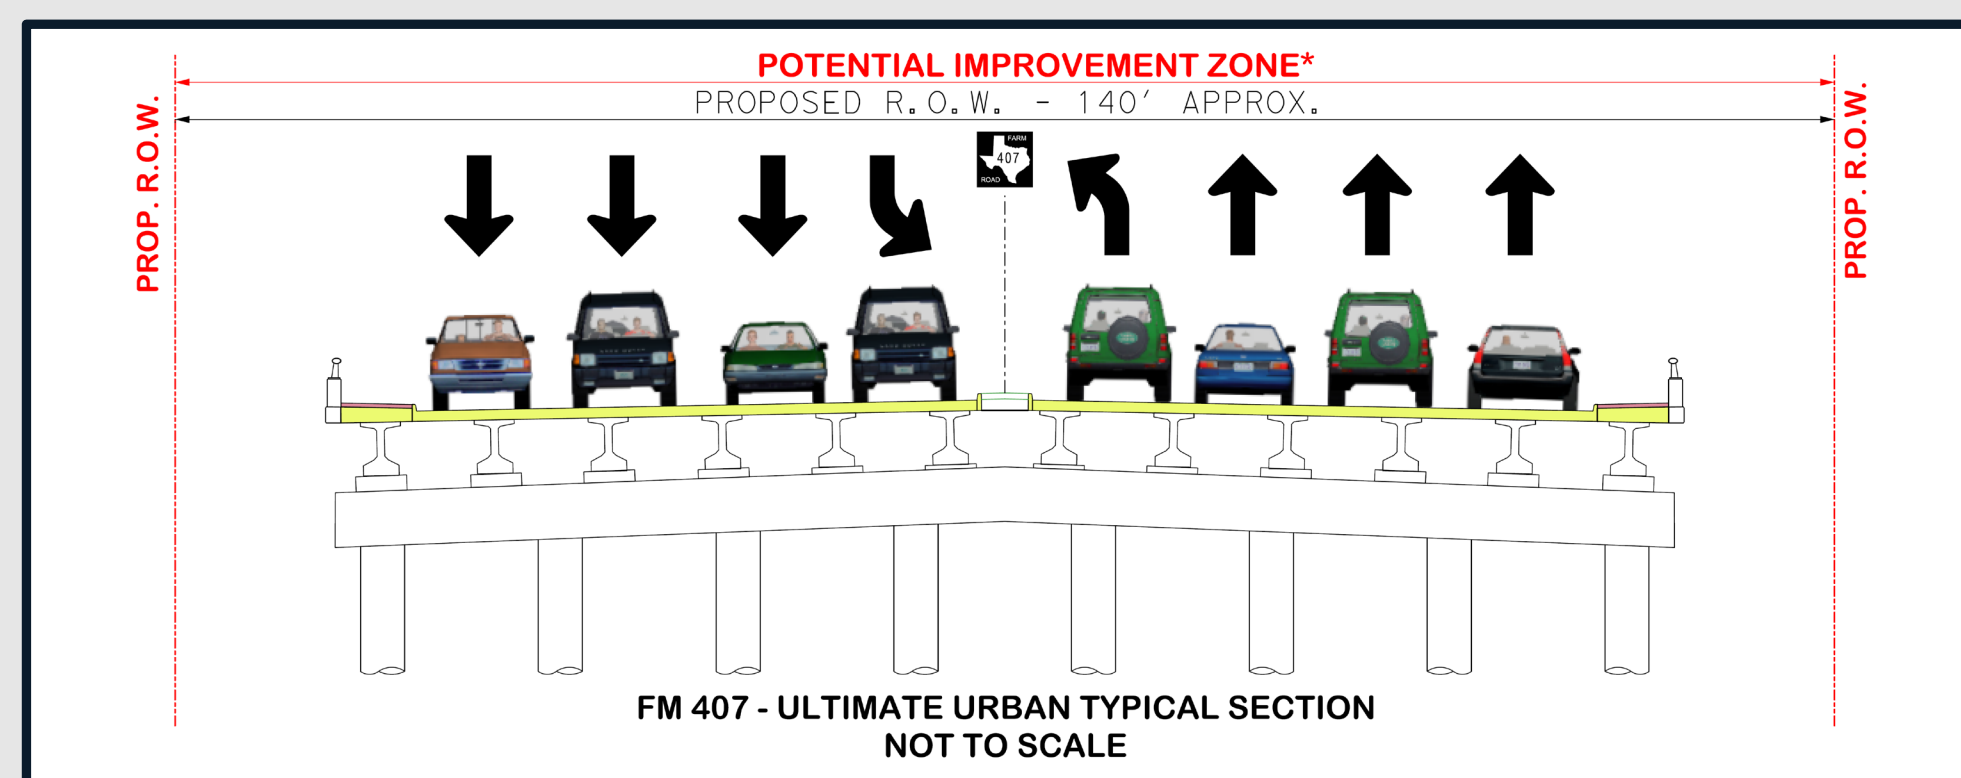 POTENTIAL IMPROVEMENT ZONE*
PROPOSED R.O.W. - 140' APPROX.
PROP. R.O.W.
PROP. R.O.W.
FARM
407
ROAD
FM 407 - ULTIMATE URBAN TYPICAL SECTION
NOT TO SCALE